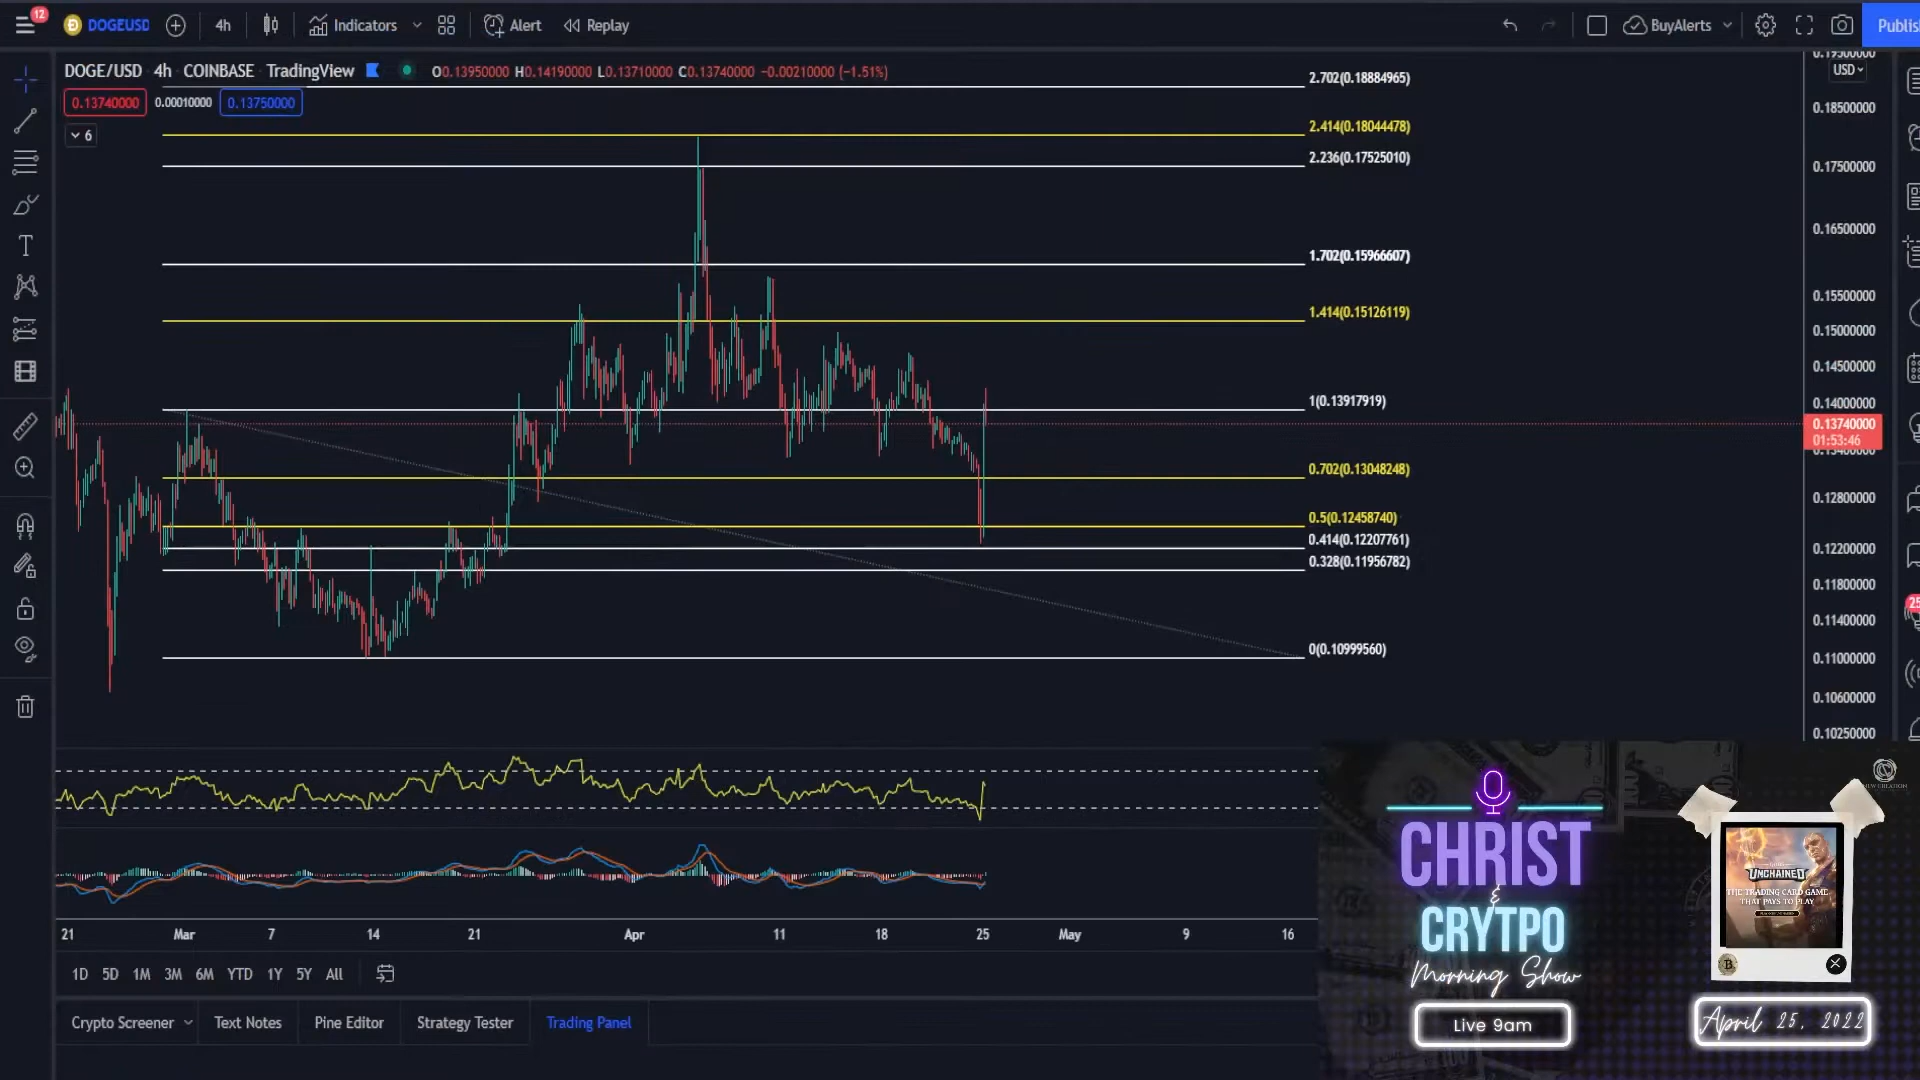 12
DOGEUSD
4h
Indicators
Alert
Replay
BuyAlerts
Publis
DOGE/USD 4h COINBASE TradingView
O0.13950000 H0.14190000 L0.13710000 C0.13740000 −0.00210000 (−1.51%)
0.13740000
0.00010000
0.13750000
6
2.702(0.18884965)
2.414(0.18044478)
2.236(0.17525010)
1.702(0.15966607)
1.414(0.15126119)
1(0.13917919)
0.702(0.13048248)
0.5(0.12458740)
0.414(0.12207761)
0.328(0.11956782)
0(0.10999560)
0.19500000
USD
0.18500000
0.17500000
0.16500000
0.15500000
0.15000000
0.14500000
0.14000000
0.13740000
01:53:46
0.13400000
0.12800000
0.12200000
0.11800000
0.11400000
0.11000000
0.10600000
0.10250000
25
21 Mar 7 14 21 Apr 11 18 25 May 9 16
1D 5D 1M 3M 6M YTD 1Y 5Y All
Crypto Screener
Text Notes
Pine Editor
Strategy Tester
Trading Panel
CHRIST
&
CRYTPO
Morning Show
Live 9am
NEW CREATION
UNCHAINED
THE TRADING CARD GAME
THAT PAYS TO PLAY
April 25, 2022